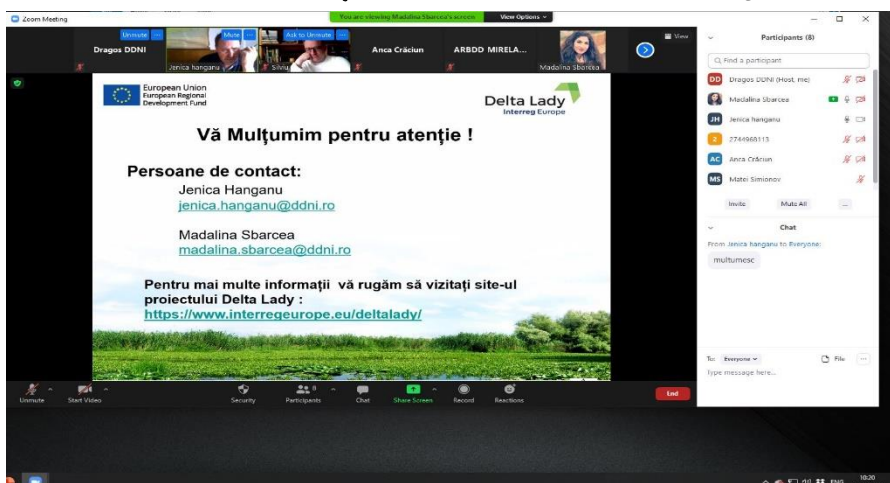 Zoom Meeting
You are viewing Madalina Sbarcea's screen
View Options
Unmute
Mute
Ask to Unmute
View
Dragos DDNI
Jenica hanganu
Silviu
Anca Crăciun
ARBDD MIRELA...
Madalina Sbarcea
European Union
European Regional
Development Fund
Delta Lady
Interreg Europe
Vă Mulțumim pentru atenție !
Persoane de contact:
Jenica Hanganu
jenica.hanganu@ddni.ro
Madalina Sbarcea
madalina.sbarcea@ddni.ro
Pentru mai multe informații vă rugăm să vizitați site-ul
proiectului Delta Lady :
https://www.interregeurope.eu/deltalady/
Unmute
Start Video
Security
Participants
8
Chat
Share Screen
Record
Reactions
End
Participants (8)
Find a participant
DD Dragos DDNI (Host, me)
Madalina Sbarcea
JH Jenica hanganu
2 2744968113
AC Anca Crăciun
MS Matei Simionov
Invite
Mute All
...
Chat
From Jenica hanganu to Everyone:
multumesc
To: Everyone
File
...
Type message here...
ENG
10:20